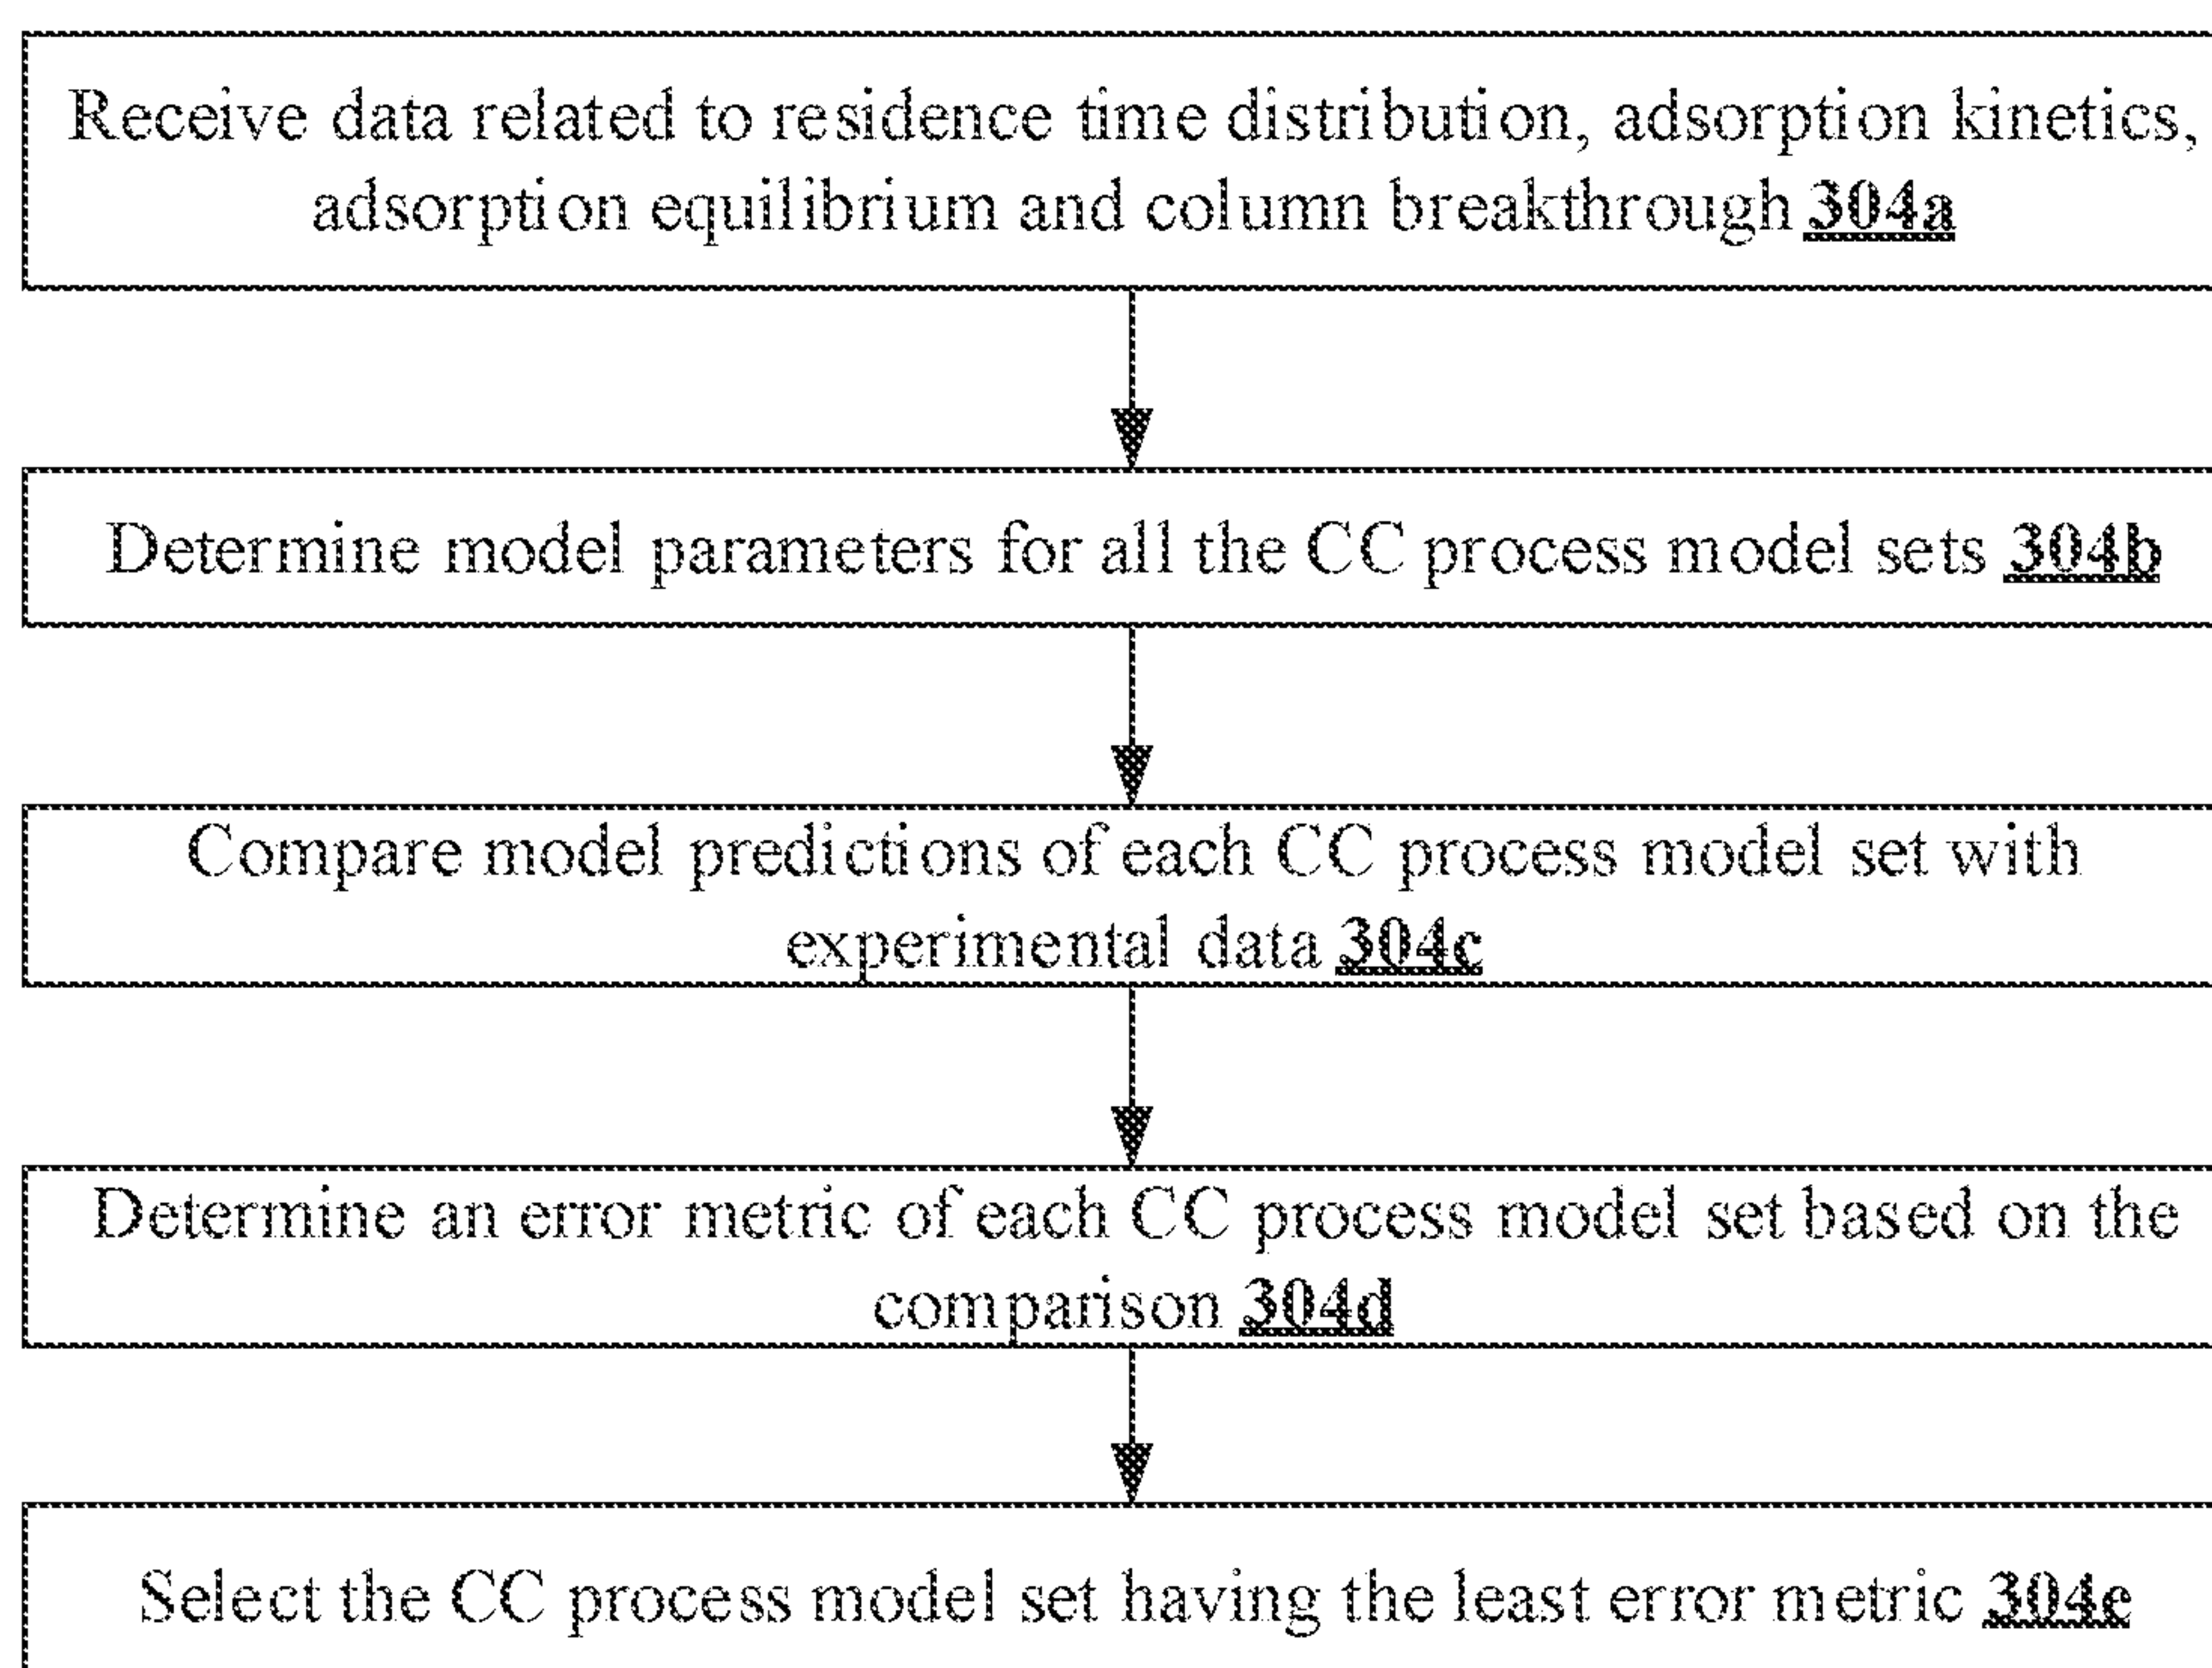 Receive data related to residence time distribution, adsorption kinetics,
adsorption equilibrium and column breakthrough 304a
Determine model parameters for all the CC process model sets 304b
Compare model predictions of each CC process model set with
experimental data 304c
Determine an error metric of each CC process model set based on the
comparison 304d
Select the CC process model set having the least error metric 304e